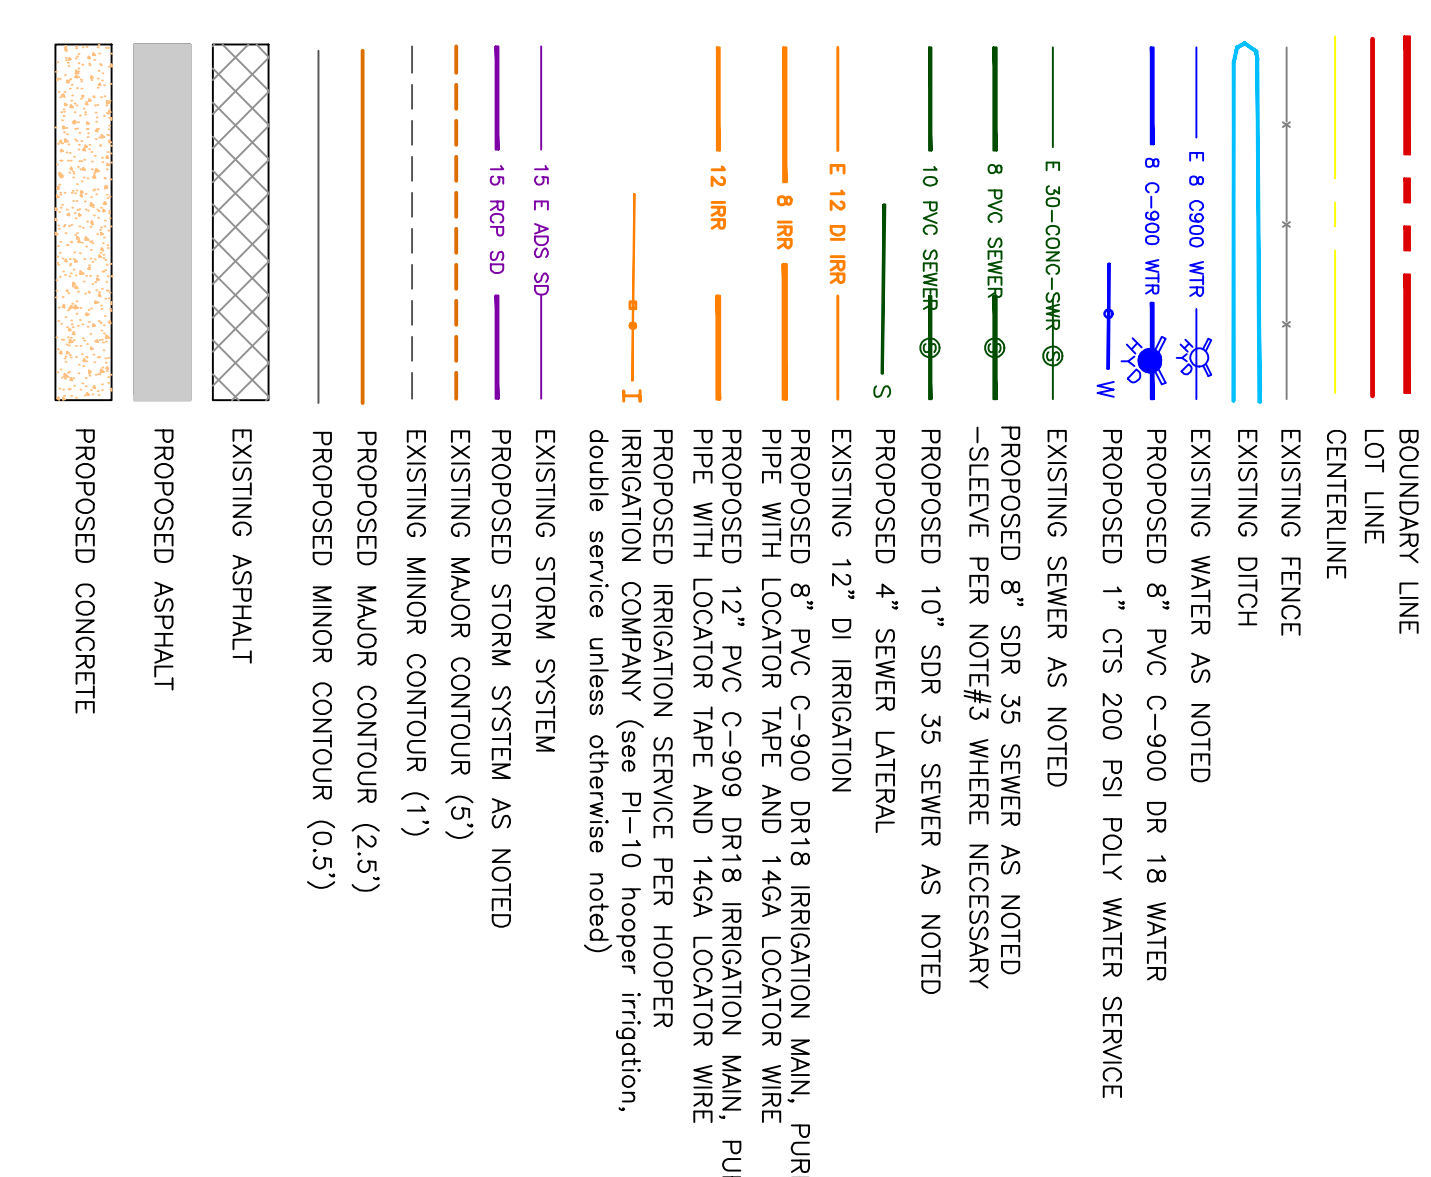 BOUNDARY LINE
LOT LINE
CENTERLINE
EXISTING FENCE
EXISTING DITCH
E 8 C900 WTR HYD EXISTING WATER AS NOTED
8 C-900 WTR HYD PROPOSED 8" PVC C-900 DR 18 WATER
W PROPOSED 1" CTS 200 PSI POLY WATER SERVICE
E 30-CONC-SWR S EXISTING SEWER AS NOTED
8 PVC SEWER S PROPOSED 8" SDR 35 SEWER AS NOTED
-SLEEVE PER NOTE#3 WHERE NECESSARY
10 PVC SEWER S PROPOSED 10" SDR 35 SEWER AS NOTED
S PROPOSED 4" SEWER LATERAL
E 12 DI IRR EXISTING 12" DI IRRIGATION
8 IRR PROPOSED 8" PVC C-900 DR18 IRRIGATION MAIN,
PIPE WITH LOCATOR TAPE AND 14GA LOCATOR WIRE
12 IRR PROPOSED 12" PVC C-909 DR18 IRRIGATION MAIN,
PIPE WITH LOCATOR TAPE AND 14GA LOCATOR WIRE
PROPOSED IRRIGATION SERVICE PER HOOPER
I IRRIGATION COMPANY (see PI-10 hooper irrigation,
double service unless otherwise noted)
15 E ADS SD EXISTING STORM SYSTEM
15 RCP SD PROPOSED STORM SYSTEM AS NOTED
EXISTING MAJOR CONTOUR (5')
EXISTING MINOR CONTOUR (1')
PROPOSED MAJOR CONTOUR (2.5')
PROPOSED MINOR CONTOUR (0.5')
EXISTING ASPHALT
PROPOSED ASPHALT
PROPOSED CONCRETE